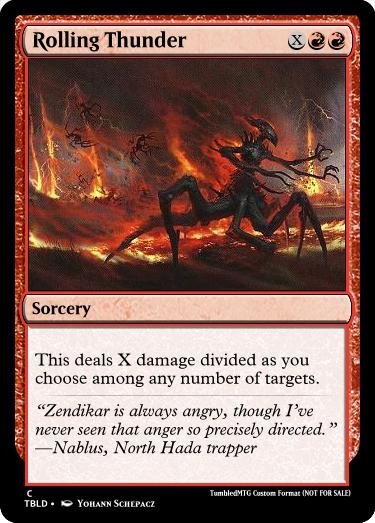 Rolling Thunder X
Sorcery
This deals X damage divided as you
choose among any number of targets.
“Zendikar is always angry, though I’ve
never seen that anger so precisely directed.”
—Nablus, North Hada trapper
C
TBLD • Yohann Schepacz
TumbledMTG Custom Format (NOT FOR SALE)